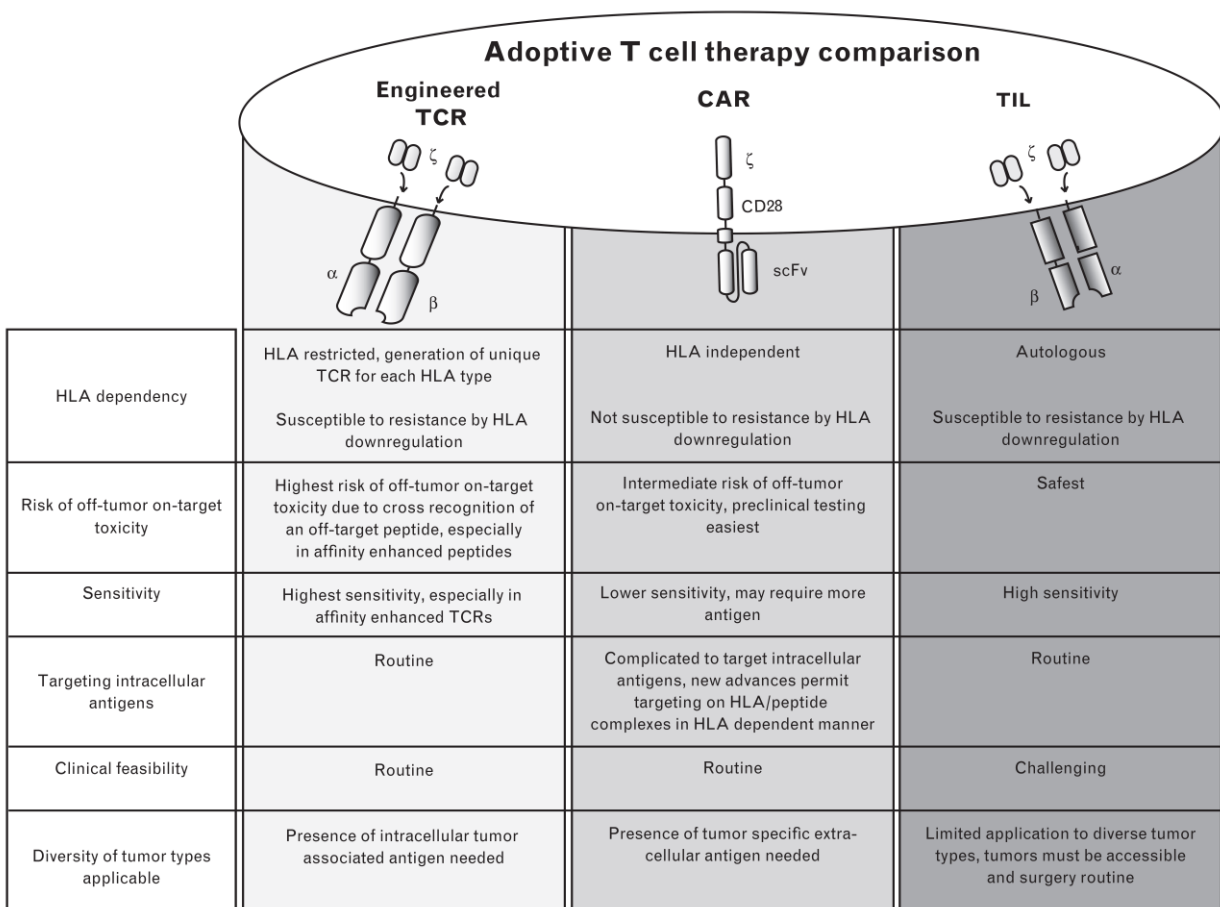 Adoptive T cell therapy comparison
Engineered
TCR
CAR
TIL
ζ
ζ
ζ
CD28
scFv
α
β
α
β
HLA dependency
HLA restricted, generation of unique
TCR for each HLA type
Susceptible to resistance by HLA
downregulation
HLA independent
Not susceptible to resistance by HLA
downregulation
Autologous
Susceptible to resistance by HLA
downregulation
Risk of off-tumor on-target
toxicity
Highest risk of off-tumor on-target
toxicity due to cross recognition of
an off-target peptide, especially
in affinity enhanced peptides
Intermediate risk of off-tumor
on-target toxicity, preclinical testing
easiest
Safest
Sensitivity
Highest sensitivity, especially in
affinity enhanced TCRs
Lower sensitivity, may require more
antigen
High sensitivity
Targeting intracellular
antigens
Routine
Complicated to target intracellular
antigens, new advances permit
targeting on HLA/peptide
complexes in HLA dependent manner
Routine
Clinical feasibility
Routine
Routine
Challenging
Diversity of tumor types
applicable
Presence of intracellular tumor
associated antigen needed
Presence of tumor specific extra-
cellular antigen needed
Limited application to diverse tumor
types, tumors must be accessible
and surgery routine